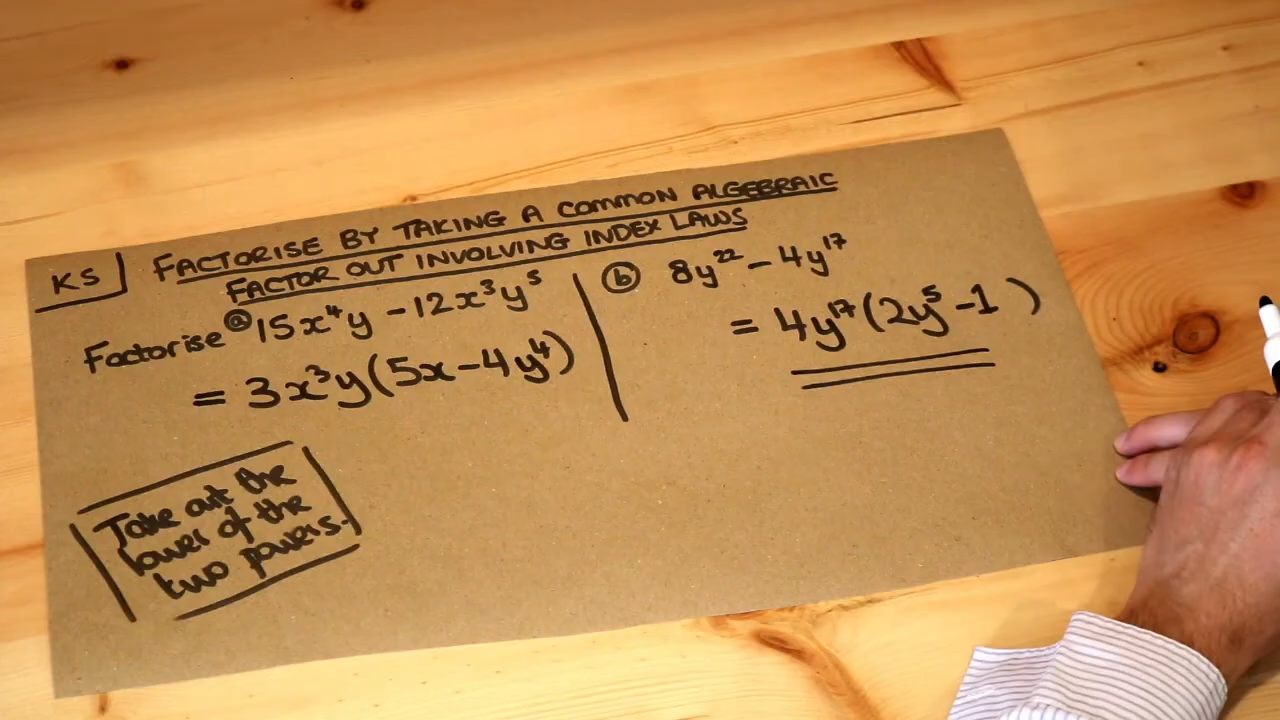 KS
FACTORISE BY TAKING A COMMON ALGEBRAIC
FACTOR OUT INVOLVING INDEX LAWS
Factorise ⓐ 15x⁴y - 12x³y⁵
= 3x³y(5x - 4y⁴)
ⓑ 8y²² - 4y¹⁷
= 4y¹⁷(2y⁵ - 1)
Take out the
lower of the
two powers.